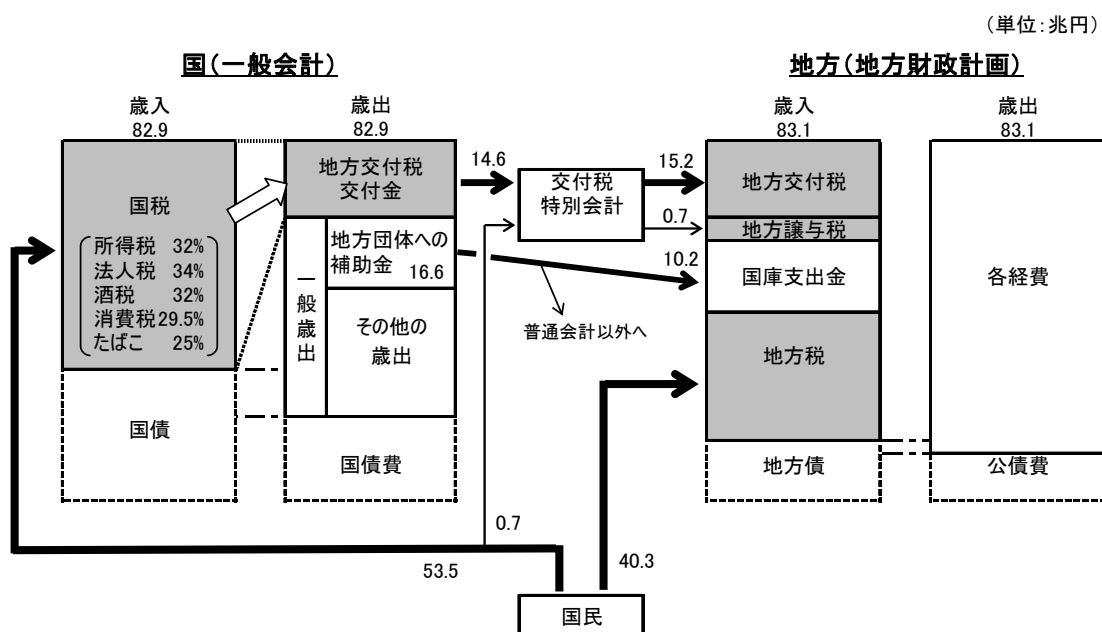 （単位：兆円）
国（一般会計）
地方（地方財政計画）
歳入
82.9
歳出
82.9
歳入
83.1
歳出
83.1
国税
所得税 32%
法人税 34%
酒税 32%
消費税29.5%
たばこ 25%
国債
地方交付税
交付金
一般歳出
地方団体への
補助金
16.6
その他の
歳出
国債費
14.6
交付税
特別会計
15.2
0.7
10.2
普通会計以外へ
地方交付税
地方譲与税
国庫支出金
地方税
地方債
各経費
公債費
0.7
53.5
40.3
国民